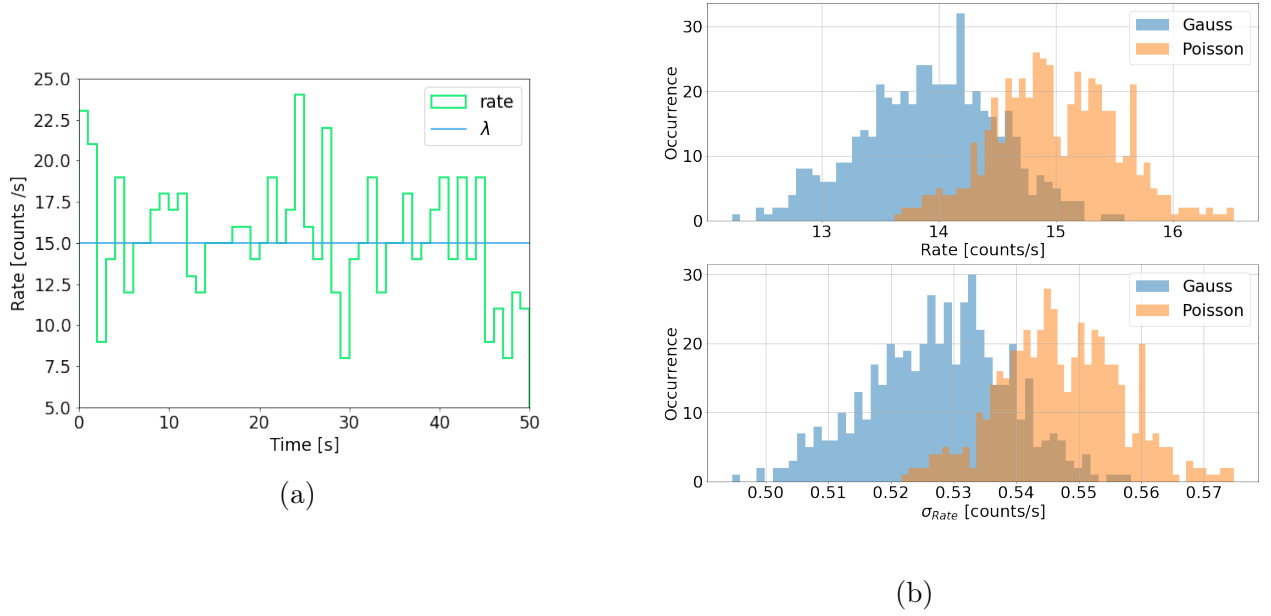 25.0
22.5
20.0
17.5
15.0
12.5
10.0
7.5
5.0
0 10 20 30 40 50
Rate [counts /s]
Time [s]
rate
λ
(a)
30
20
10
0
13 14 15 16
Occurrence
Rate [counts/s]
Gauss
Poisson
30
20
10
0
0.50 0.51 0.52 0.53 0.54 0.55 0.56 0.57
Occurrence
σRate [counts/s]
Gauss
Poisson
(b)